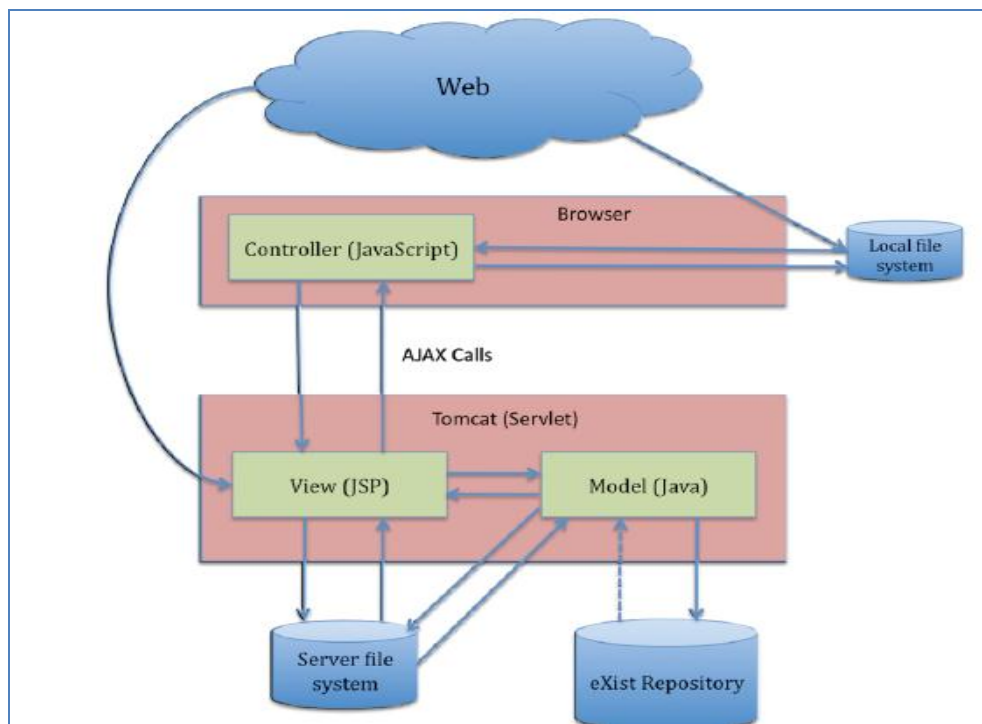 Web
Browser
Controller (JavaScript)
Local file
system
AJAX Calls
Tomcat (Servlet)
View (JSP)
Model (Java)
Server file
system
eXist Repository